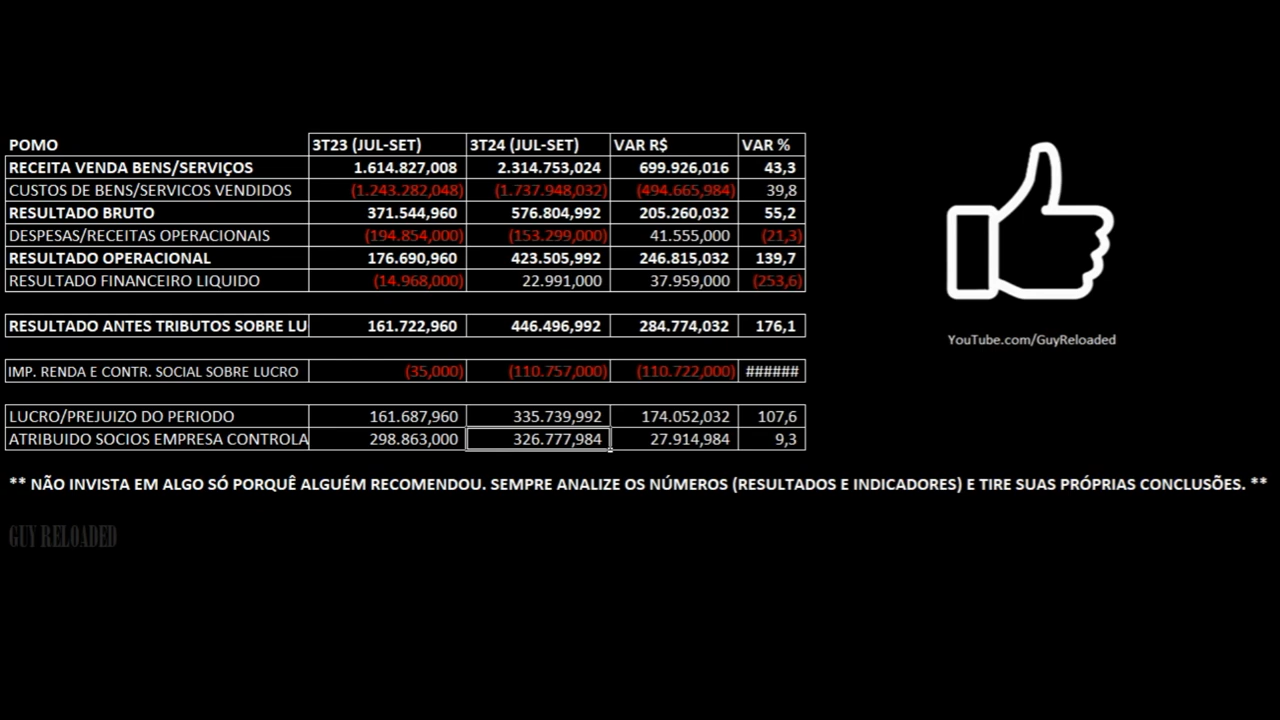 POMO 3T23 (JUL-SET) 3T24 (JUL-SET) VAR R$ VAR %
RECEITA VENDA BENS/SERVIÇOS 1.614.827,008 2.314.753,024 699.926,016 43,3
CUSTOS DE BENS/SERVICOS VENDIDOS (1.243.282,048) (1.737.948,032) (494.665,984) 39,8
RESULTADO BRUTO 371.544,960 576.804,992 205.260,032 55,2
DESPESAS/RECEITAS OPERACIONAIS (194.854,000) (153.299,000) 41.555,000 (21,3)
RESULTADO OPERACIONAL 176.690,960 423.505,992 246.815,032 139,7
RESULTADO FINANCEIRO LIQUIDO (14.968,000) 22.991,000 37.959,000 (253,6)
RESULTADO ANTES TRIBUTOS SOBRE LU 161.722,960 446.496,992 284.774,032 176,1
IMP. RENDA E CONTR. SOCIAL SOBRE LUCRO (35,000) (110.757,000) (110.722,000) ######
LUCRO/PREJUIZO DO PERIODO 161.687,960 335.739,992 174.052,032 107,6
ATRIBUIDO SOCIOS EMPRESA CONTROLA 298.863,000 326.777,984 27.914,984 9,3
YouTube.com/GuyReloaded
** NÃO INVISTA EM ALGO SÓ PORQUÊ ALGUÉM RECOMENDOU. SEMPRE ANALIZE OS NÚMEROS (RESULTADOS E INDICADORES) E TIRE SUAS PRÓPRIAS CONCLUSÕES. **
GUY RELOADED